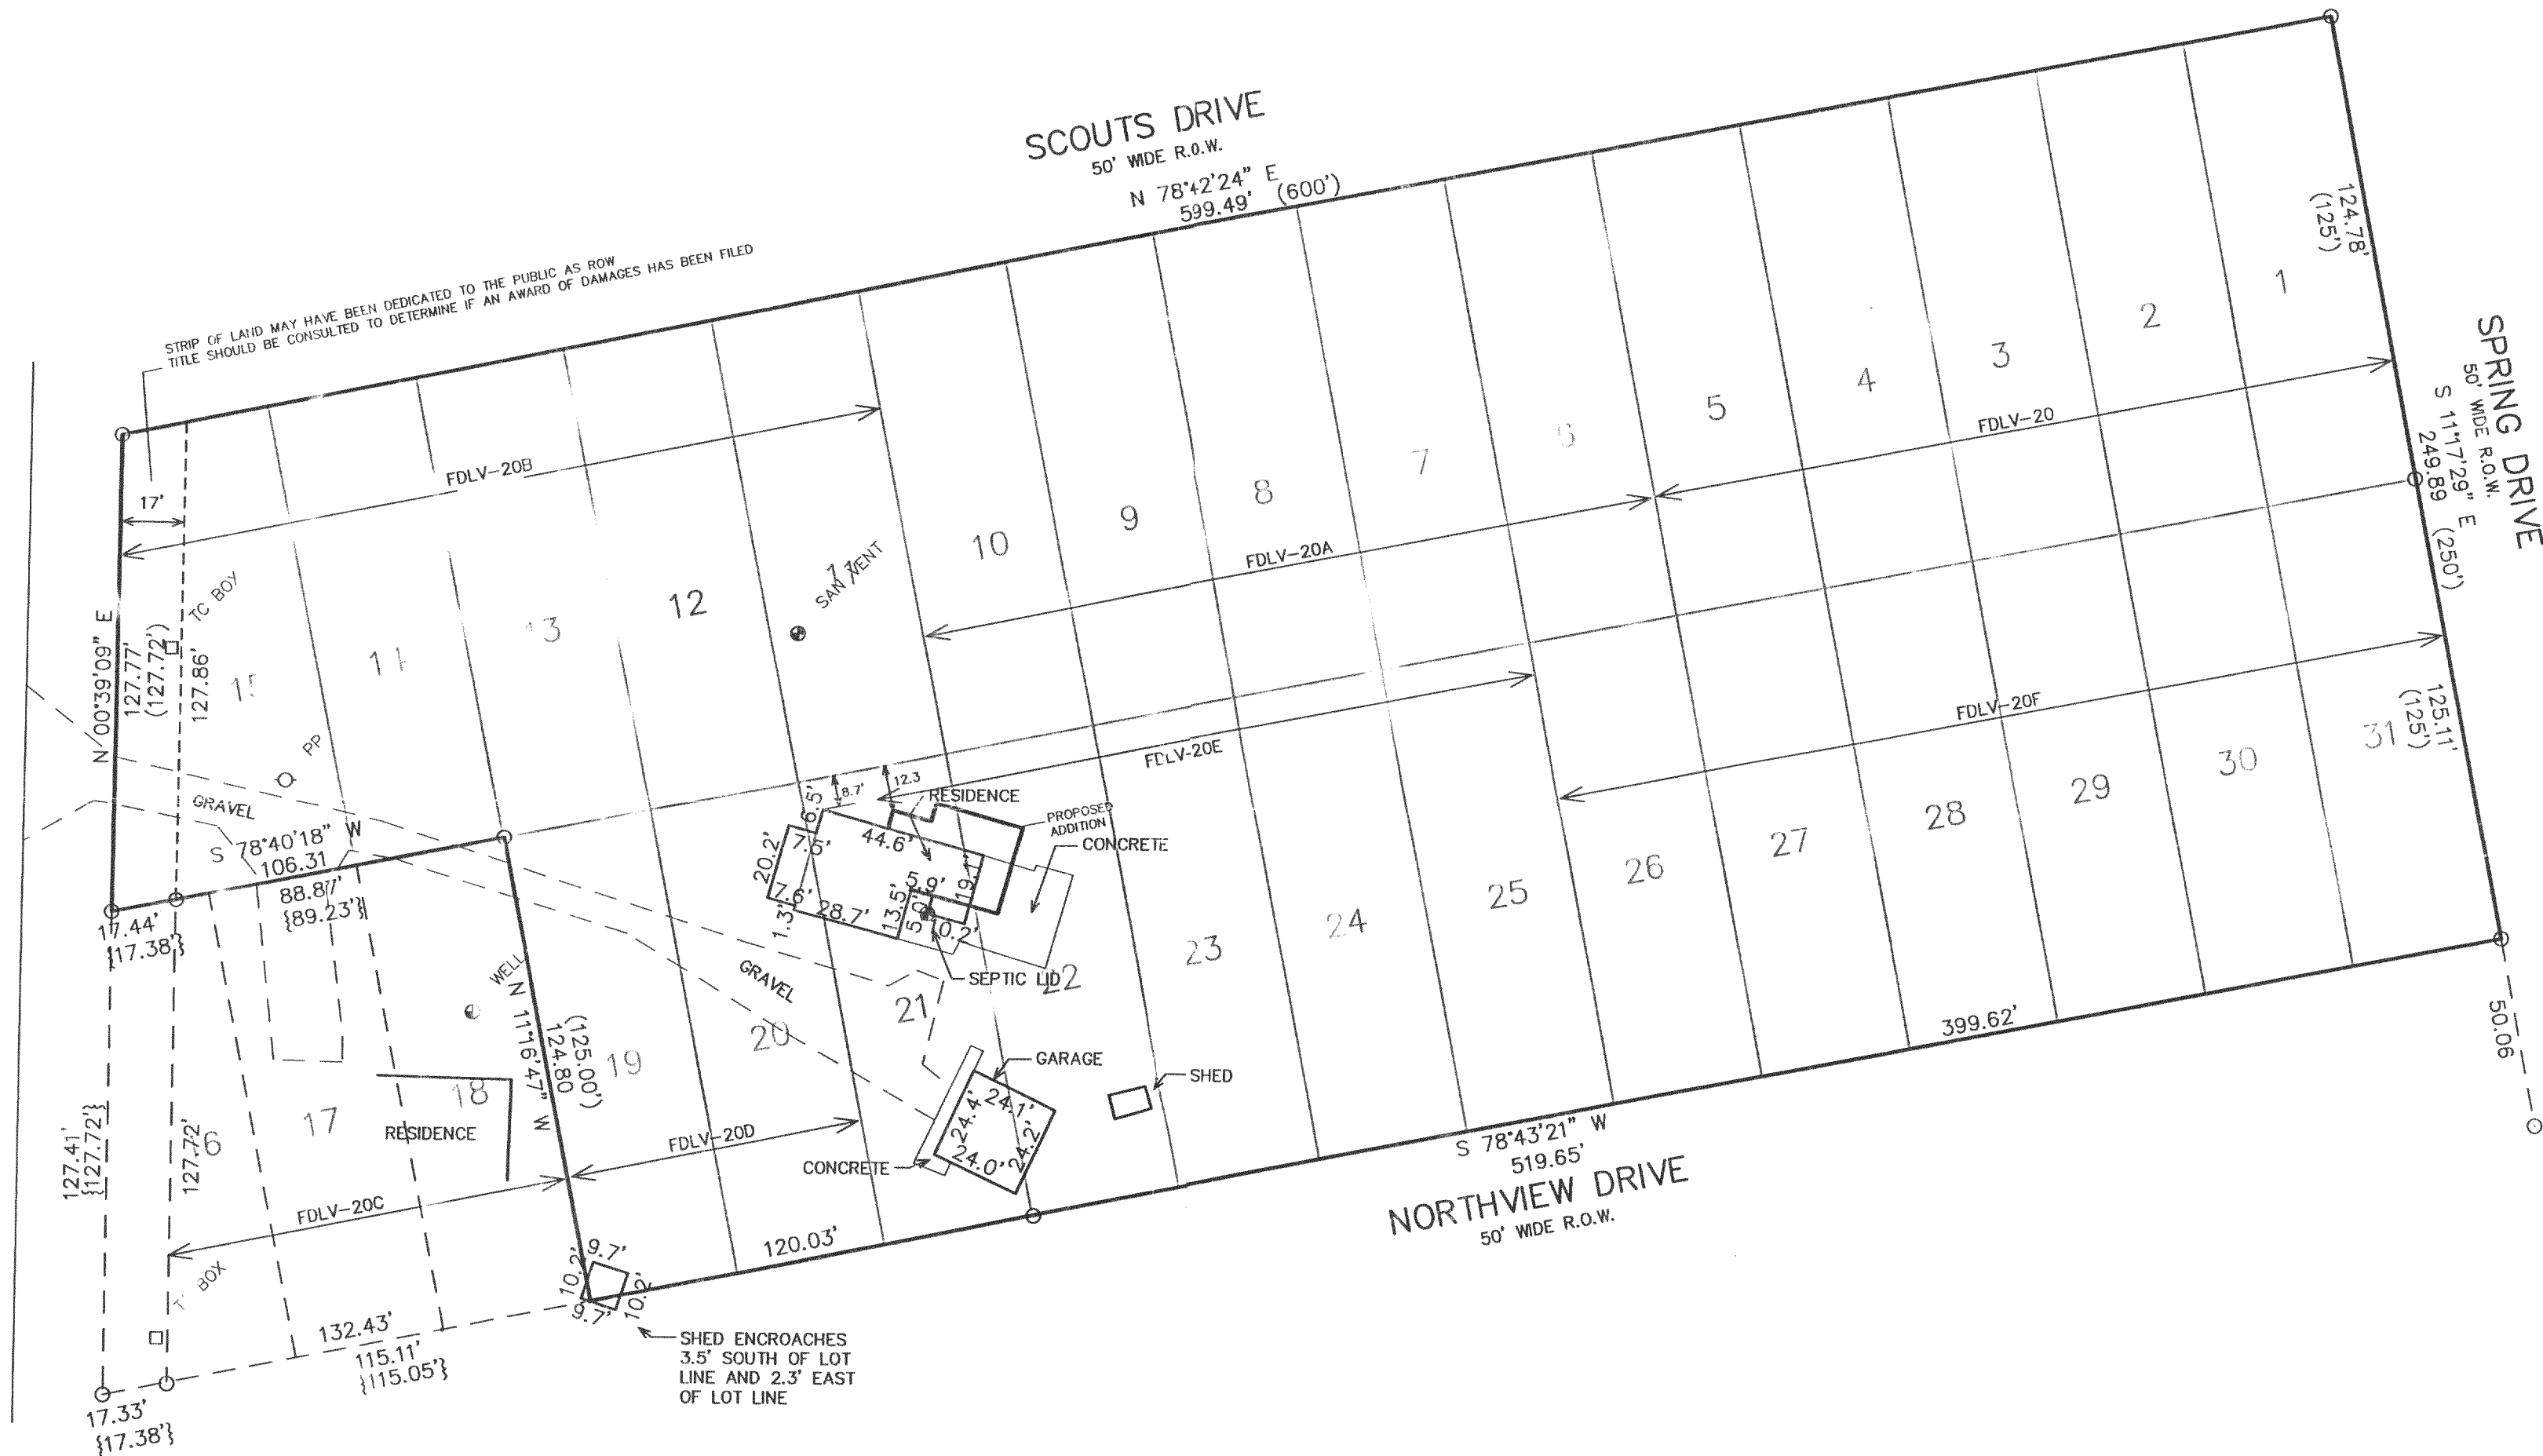 SCOUTS DRIVE
50' WIDE R.O.W.
N 78°42'24" E
599.49' (600')
STRIP OF LAND MAY HAVE BEEN DEDICATED TO THE PUBLIC AS ROW
TITLE SHOULD BE CONSULTED TO DETERMINE IF AN AWARD OF DAMAGES HAS BEEN FILED
124.78'
(125')
SPRING DRIVE
50' WIDE R.O.W.
S 11°17'29" E
249.89 (250')
1
2
3
4
5
6
7
8
9
10
11
12
13
14
15
FDLV-20
FDLV-20A
FDLV-20B
17'
SAN VENT
TC BOX
N 00°39'09" E
127.77'
(127.72')
127.86'
PP
GRAVEL
S 78°40'18" W
106.31
88.87'
{89.23'}
17.44'
{17.38'}
FDLV-20E
FDLV-20F
125.11'
(125')
6.5'
8.7'
12.3
RESIDENCE
PROPOSED
ADDITION
CONCRETE
44.6'
7.5'
20.2'
7.6'
1.3'
28.7'
13.5'
5.9'
5.0'
19.1'
10.2'
SEPTIC LID
GRAVEL
WELL
N 11°16'47" W
124.80
(125.00')
17
18
19
20
21
22
23
24
25
26
27
28
29
30
31
RESIDENCE
127.41'
{127.72'}
127.72'
6
FDLV-20C
FDLV-20D
GARAGE
24.1'
24.4'
24.2'
24.0'
CONCRETE
SHED
399.62'
50.06
S 78°43'21" W
519.65'
NORTHVIEW DRIVE
50' WIDE R.O.W.
120.03'
9.7'
10.2'
10.2'
9.7'
SHED ENCROACHES
3.5' SOUTH OF LOT
LINE AND 2.3' EAST
OF LOT LINE
BOX
132.43'
115.11'
{115.05'}
17.33'
{17.38'}